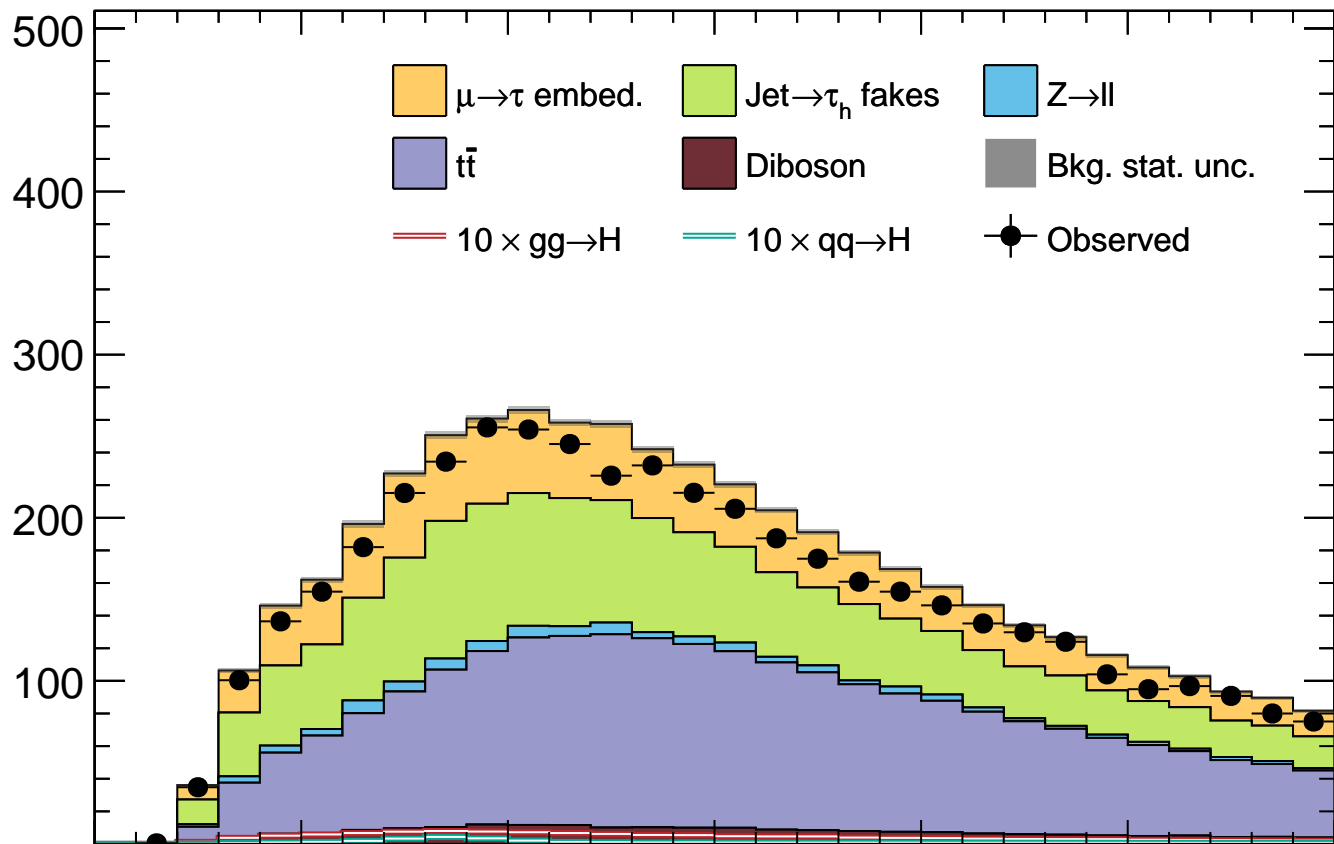 500
μ→τ embed. Jet→τh fakes Z→ll
tt̄ Diboson Bkg. stat. unc.
400
10 × gg→H 10 × qq→H Observed
300
200
100